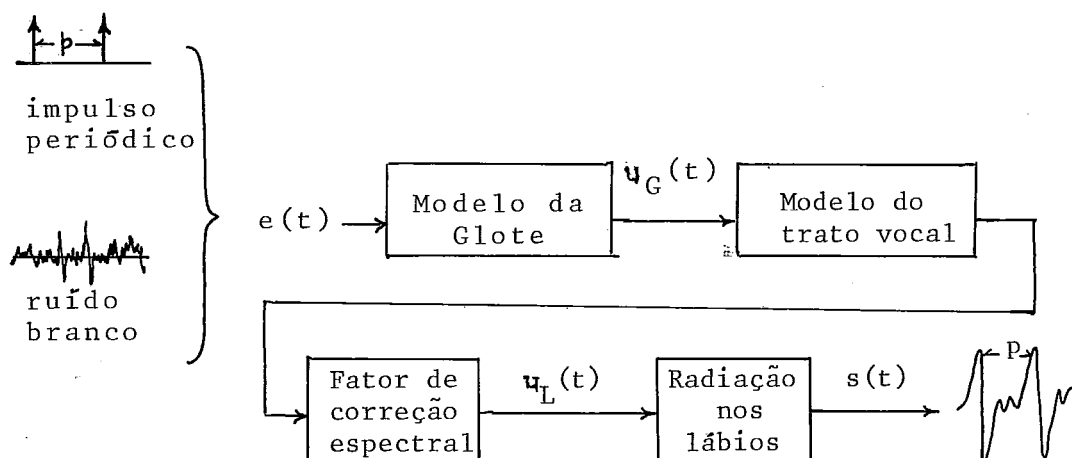 p
impulso
periódico
ruído
branco
e(t)
Modelo da
Glote
u_G(t)
Modelo do
trato vocal
Fator de
correção
espectral
u_L(t)
Radiação
nos
lábios
s(t)
p